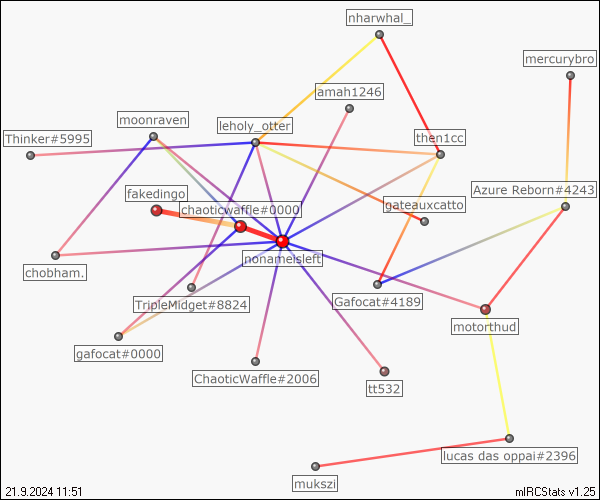 nharwhal_
mercurybro
amah1246
moonraven
leholy_otter
Thinker#5995
then1cc
fakedingo
Azure Reborn#4243
chaoticwaffle#0000
gateauxcatto
nonameisleft
chobham.
TripleMidget#8824
Gafocat#4189
motorthud
gafocat#0000
ChaoticWaffle#2006
tt532
lucas das oppai#2396
mukszi
21.9.2024 11:51
mIRCStats v1.25